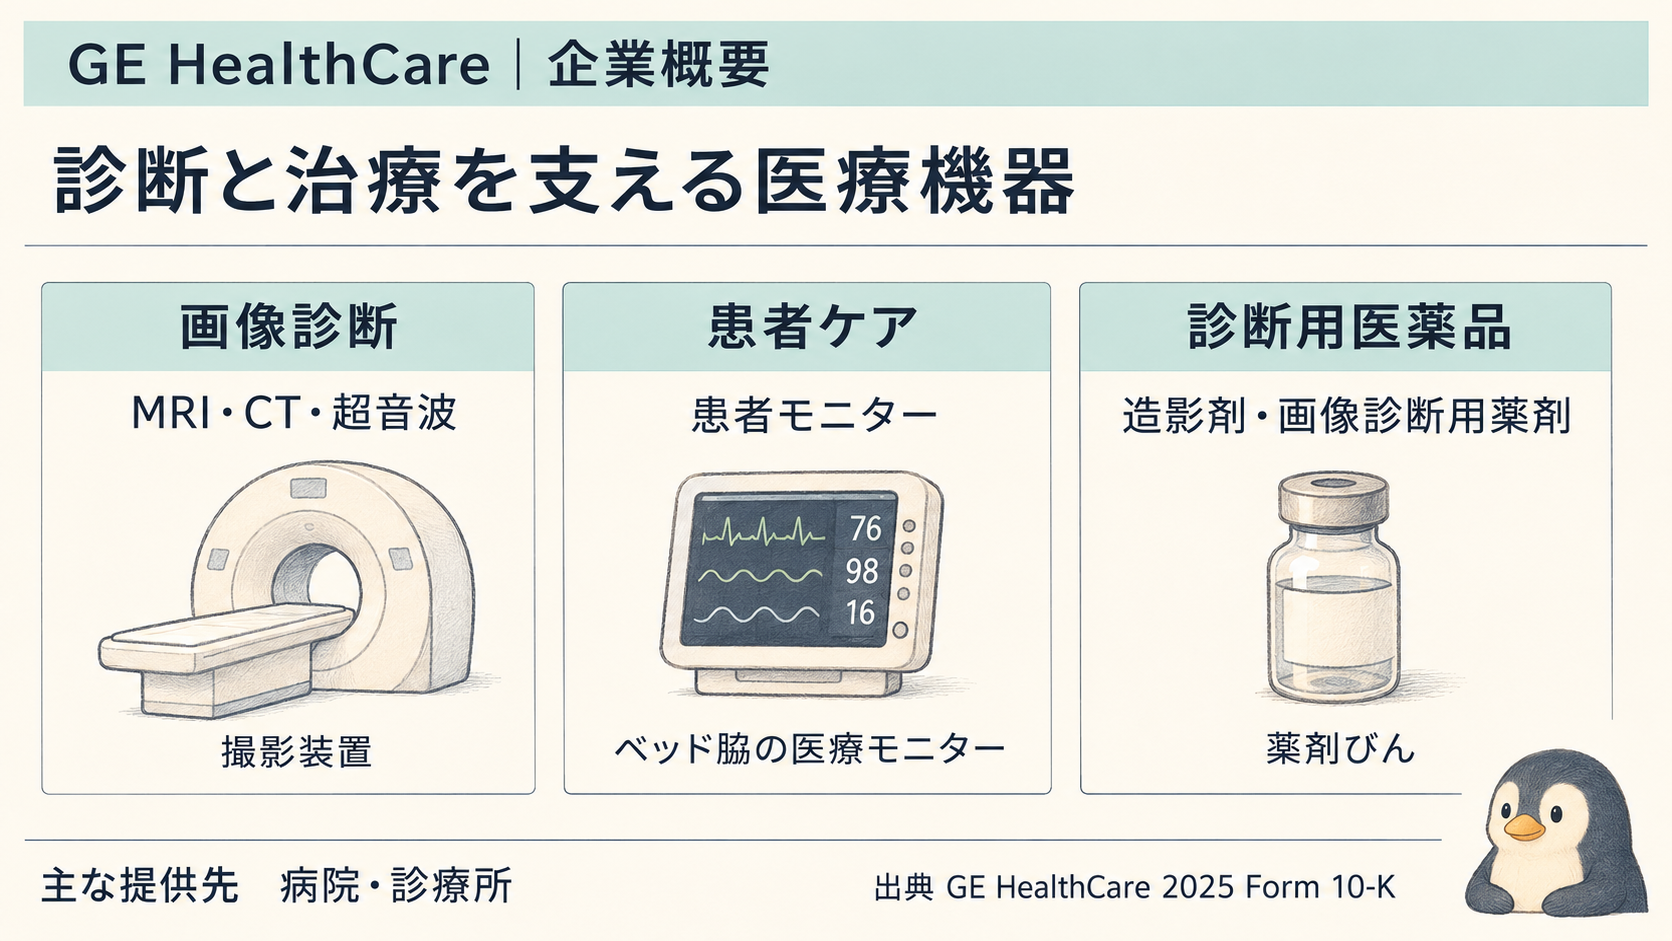 GE HealthCare｜企業概要
診断と治療を支える医療機器
画像診断
MRI・CT・超音波
撮影装置
患者ケア
患者モニター
76
98
16
ベッド脇の医療モニター
診断用医薬品
造影剤・画像診断用薬剤
薬剤びん
主な提供先　病院・診療所
出典 GE HealthCare 2025 Form 10-K